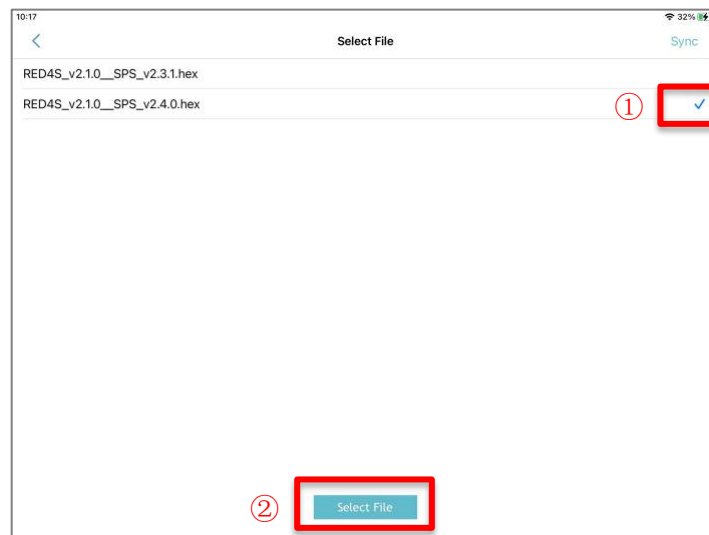 10:17 32%
Select File Sync
RED4S_v2.1.0__SPS_v2.3.1.hex
RED4S_v2.1.0__SPS_v2.4.0.hex ①
② Select File